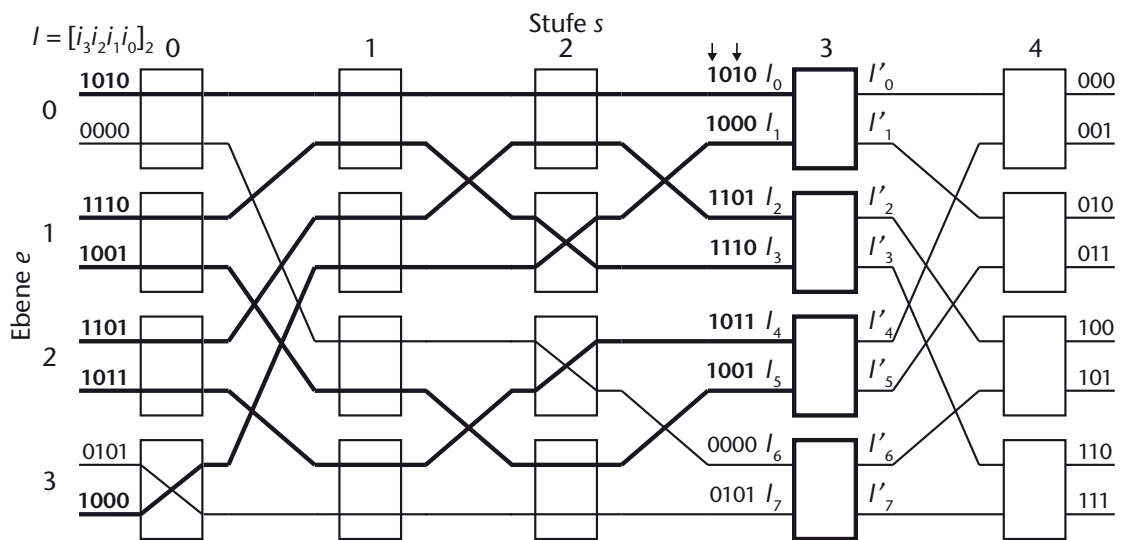 Stufe s
I = [i3i2i1i0]2 0 1 2 3 4
Ebene e
0
1010 1010 I0 I'0 000
0000 1000 I1 I'1 001
1
1110 1101 I2 I'2 010
1001 1110 I3 I'3 011
2
1101 1011 I4 I'4 100
1011 1001 I5 I'5 101
3
0101 0000 I6 I'6 110
1000 0101 I7 I'7 111